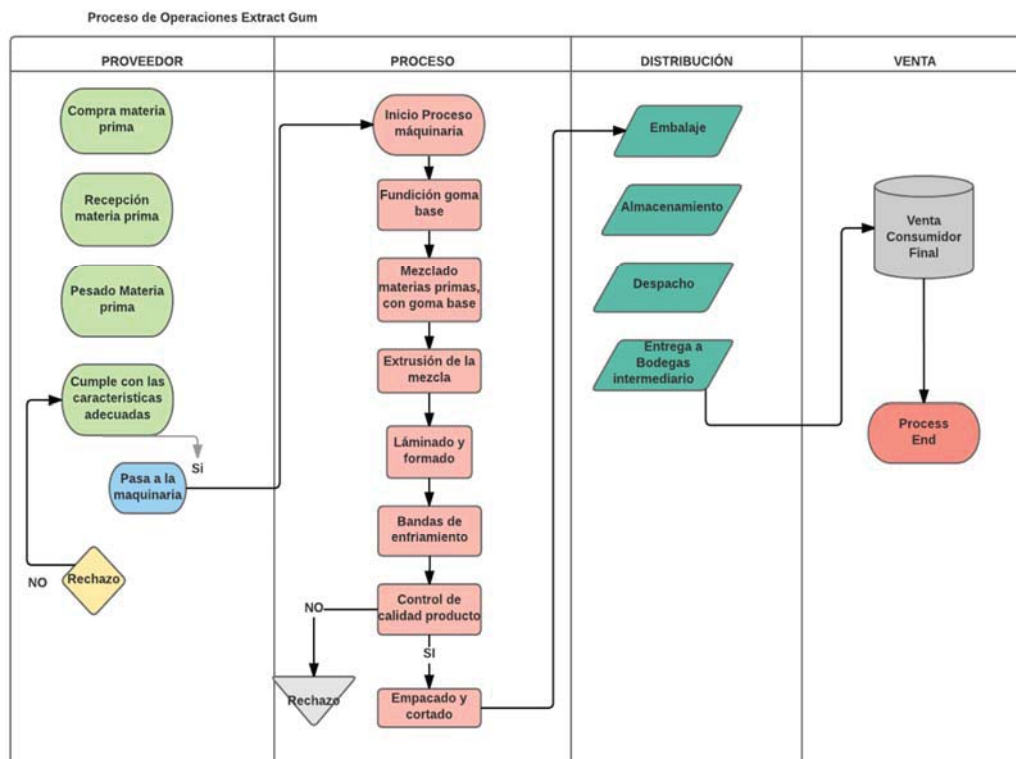 Proceso de Operaciones Extract Gum
PROVEEDOR
PROCESO
DISTRIBUCIÓN
VENTA
Compra materia
prima
Recepción
materia prima
Pesado Materia
prima
Cumple con las
caracteristicas
adecuadas
Si
Pasa a la
maquinaria
NO
Rechazo
Inicio Proceso
máquinaria
Fundición goma
base
Mezclado
materias primas,
con goma base
Extrusión de la
mezcla
Láminado y
formado
Bandas de
enfriamiento
Control de
calidad producto
NO
SI
Rechazo
Empacado y
cortado
Embalaje
Almacenamiento
Despacho
Entrega a
Bodegas
intermediario
Venta
Consumidor
Final
Process
End